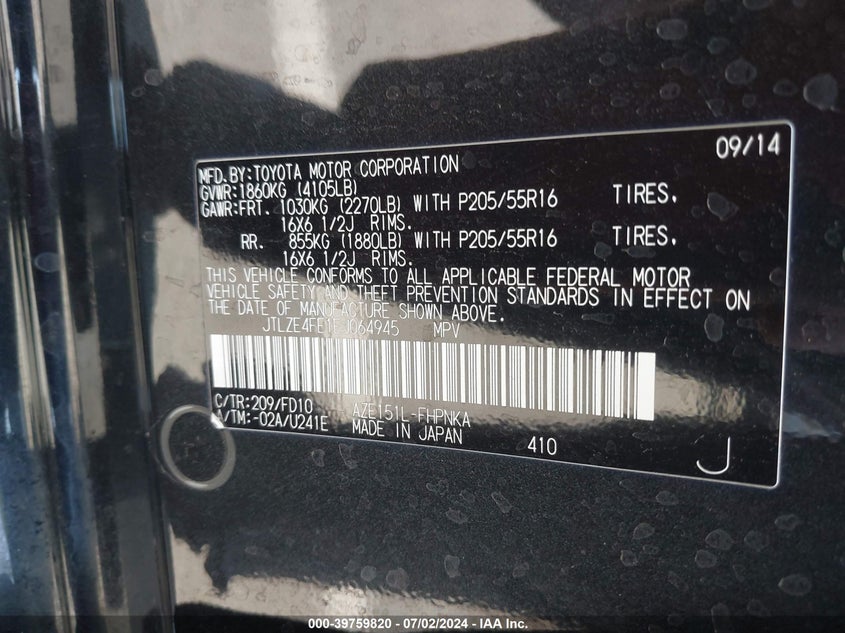 09/14
MFD.BY:TOYOTA MOTOR CORPORATION
GVWR:1860KG (4105LB)
GAWR:FRT. 1030KG (2270LB) WITH P205/55R16 TIRES.
16X6 1/2J RIMS.
RR. 855KG (1880LB) WITH P205/55R16 TIRES.
16X6 1/2J RIMS.
THIS VEHICLE CONFORMS TO ALL APPLICABLE FEDERAL MOTOR
VEHICLE SAFETY AND THEFT PREVENTION STANDARDS IN EFFECT ON
THE DATE OF MANUFACTURE SHOWN ABOVE.
MPV
C/TR:209/FD10 AZE151L-FHPNKA
A/TM:-02A/U241E MADE IN JAPAN
410
J
000-39759820 - 07/02/2024 - IAA Inc.